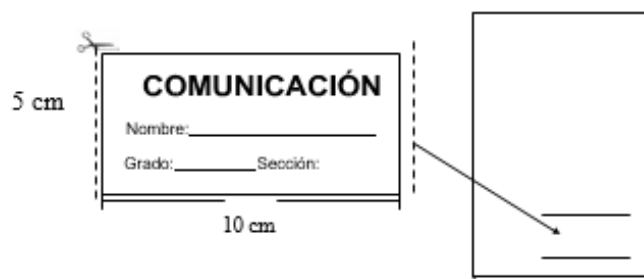 COMUNICACIÓN
5 cm
Nombre:
Grado: Sección:
10 cm